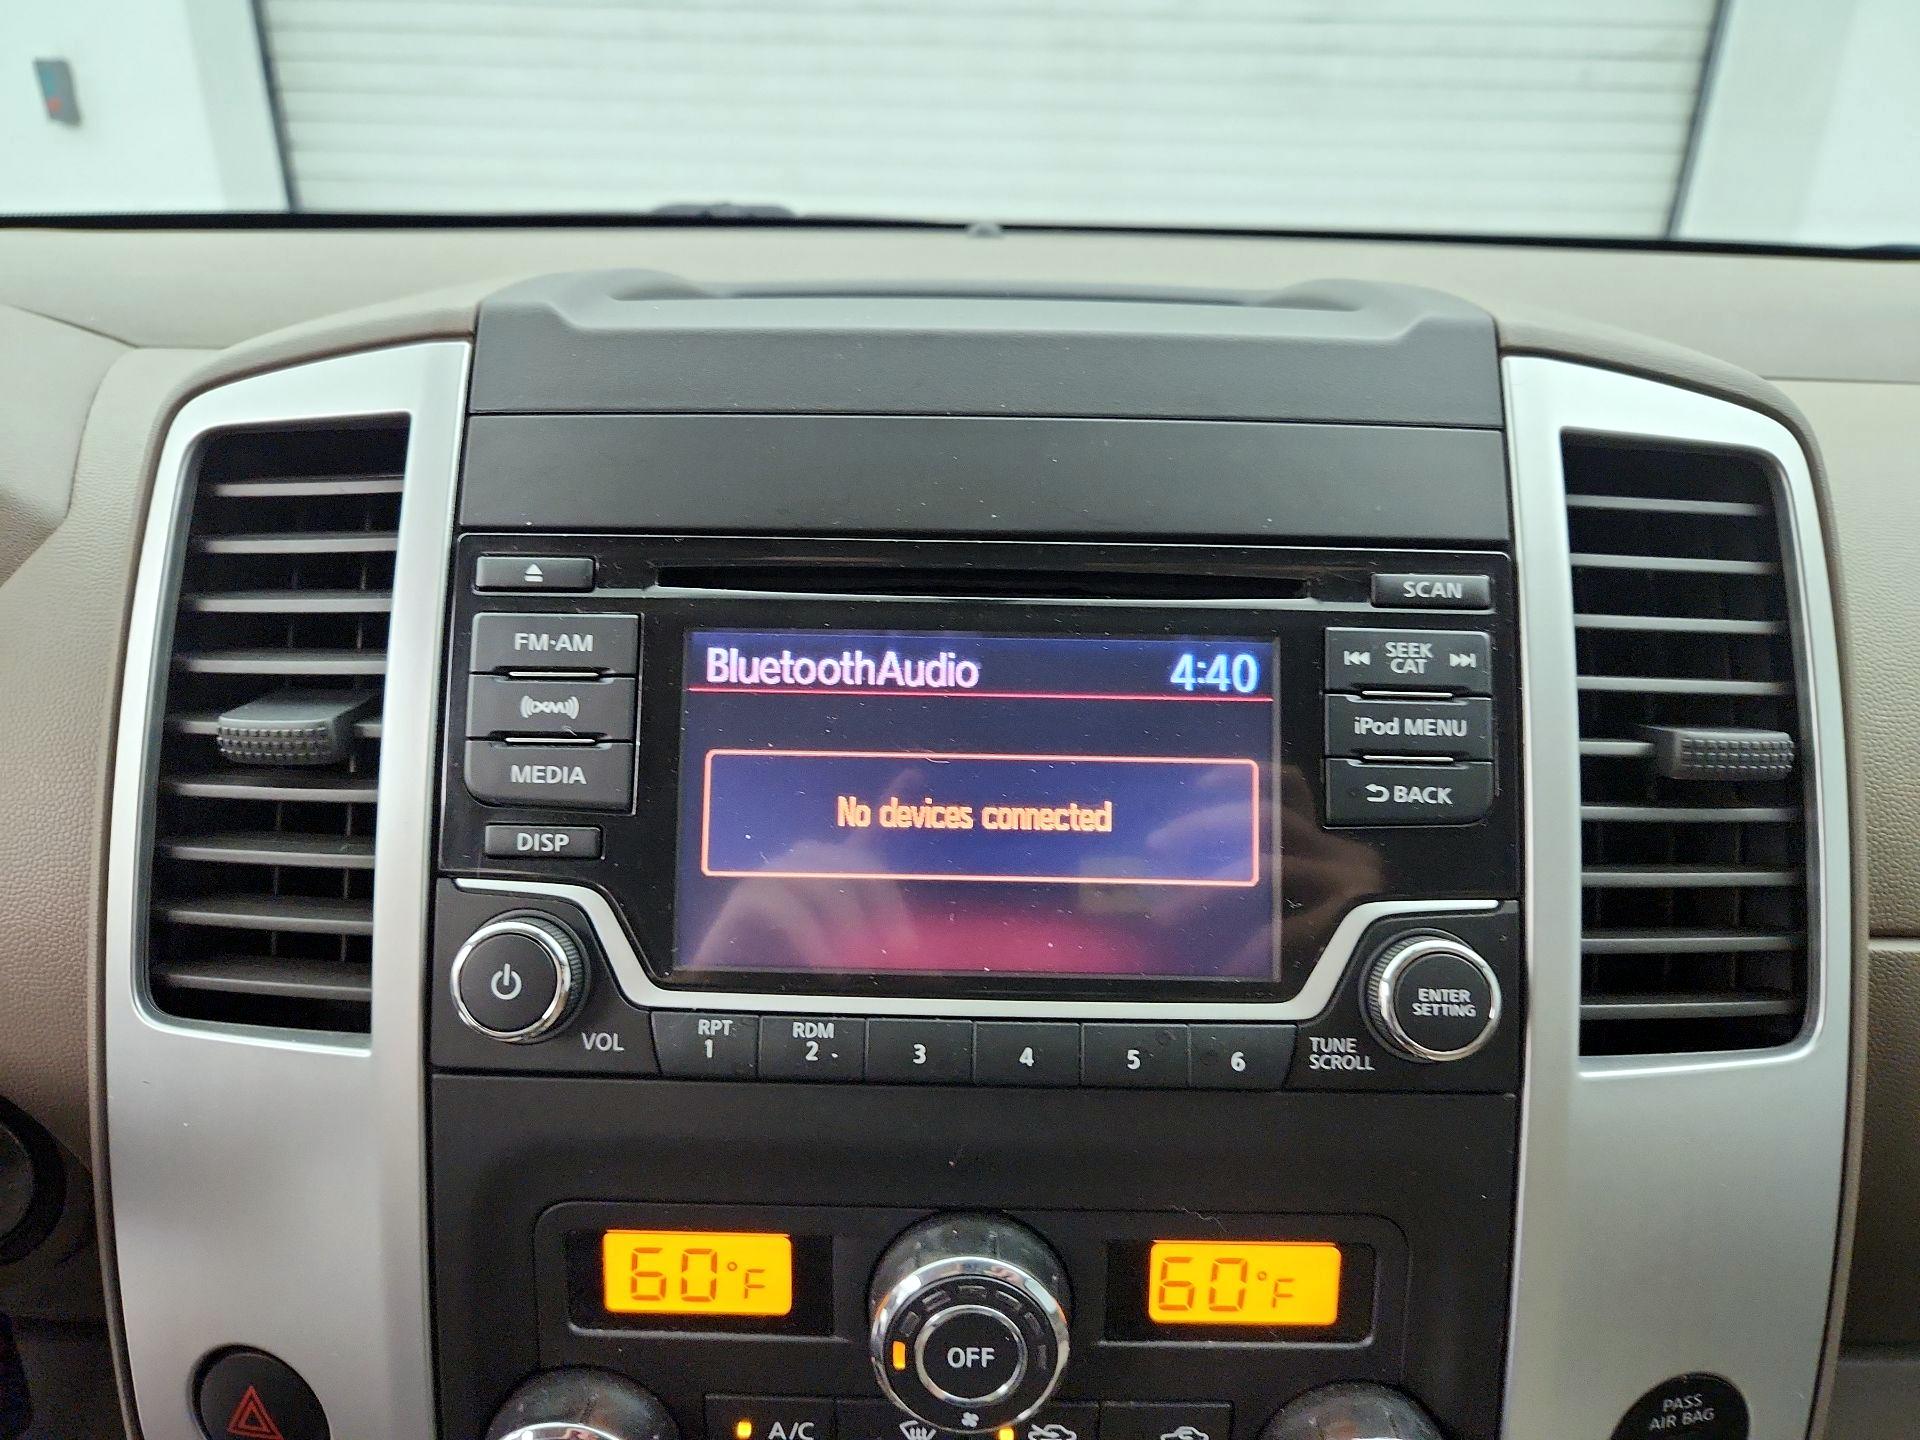 SCAN
FM·AM
XM
MEDIA
DISP
BluetoothAudio 4:40
No devices connected
SEEK
CAT
iPod MENU
BACK
VOL
RPT
1
RDM
2
3
4
5
6
TUNE
SCROLL
ENTER
SETTING
60°F
60°F
OFF
A/C
PASS
AIR BAG